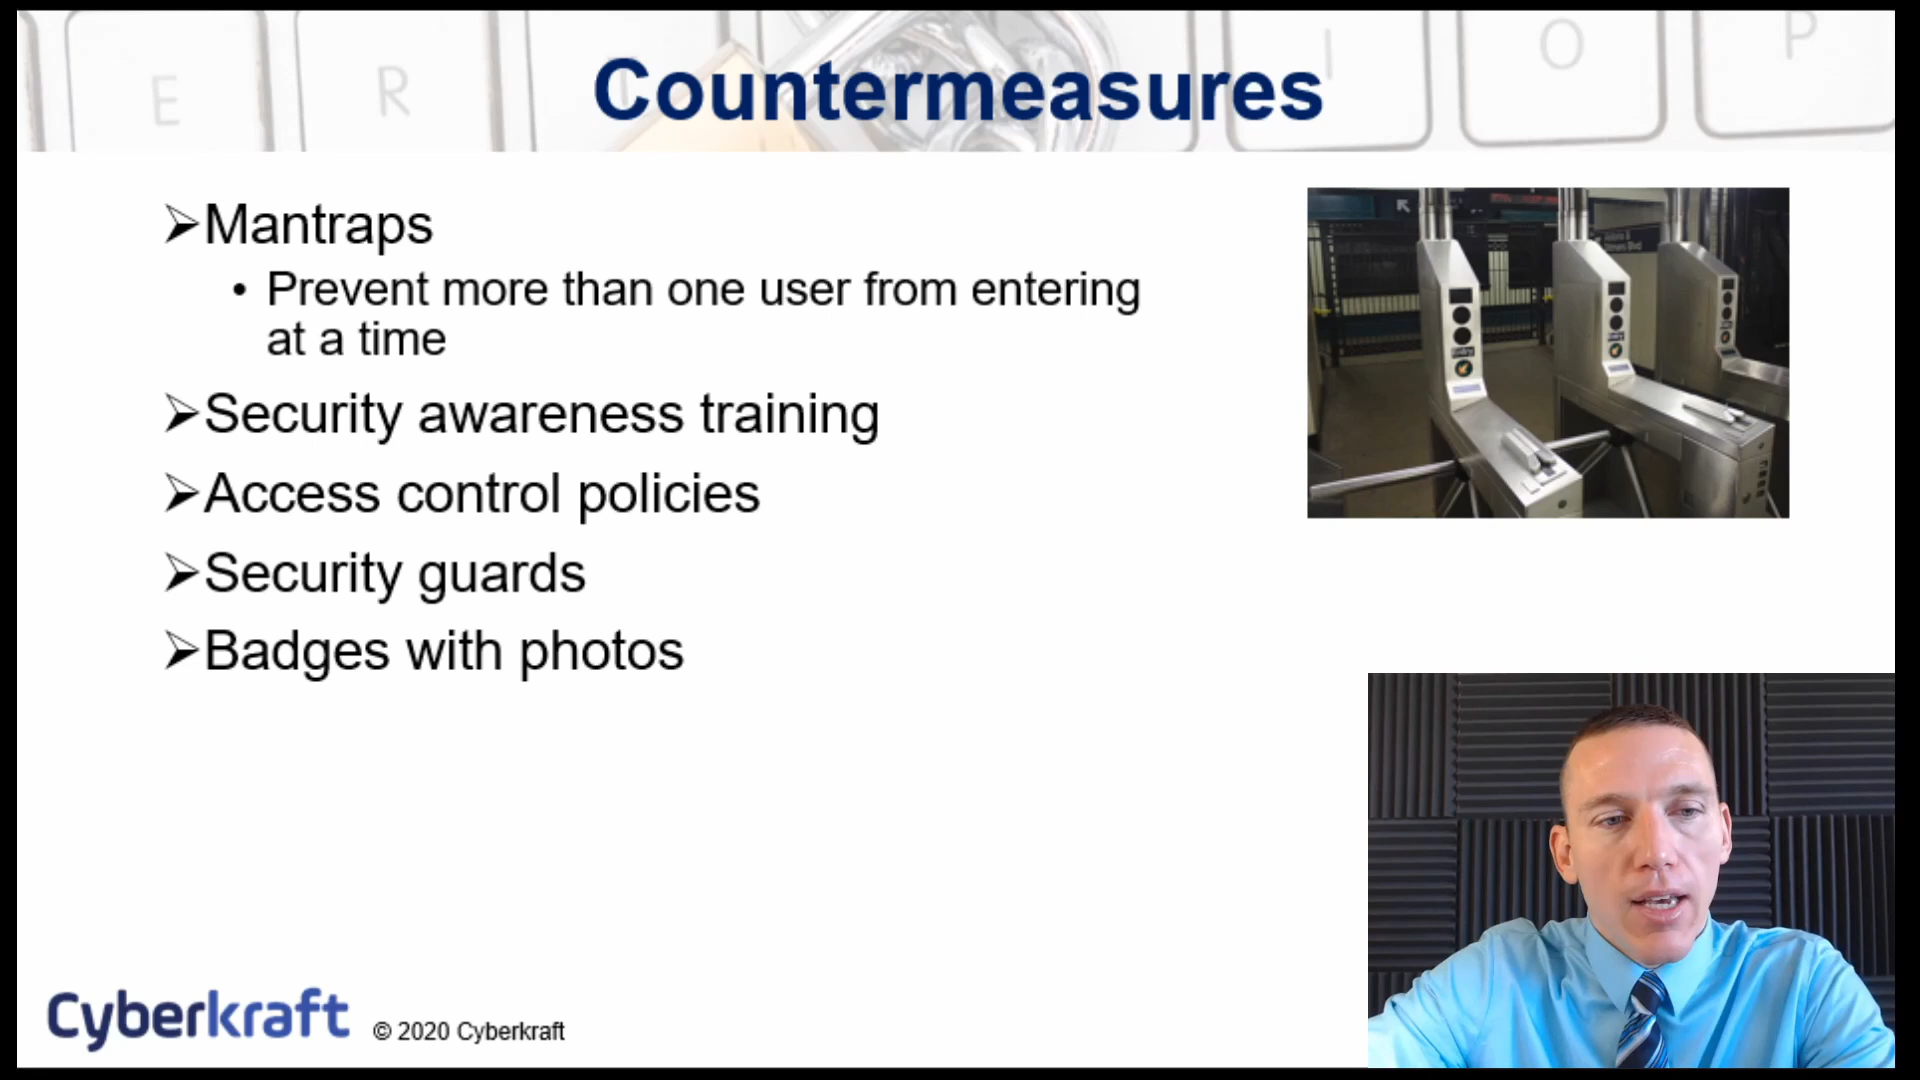 E R I O P
Countermeasures
➢Mantraps
• Prevent more than one user from entering
at a time
➢Security awareness training
➢Access control policies
➢Security guards
➢Badges with photos
Cyberkraft © 2020 Cyberkraft